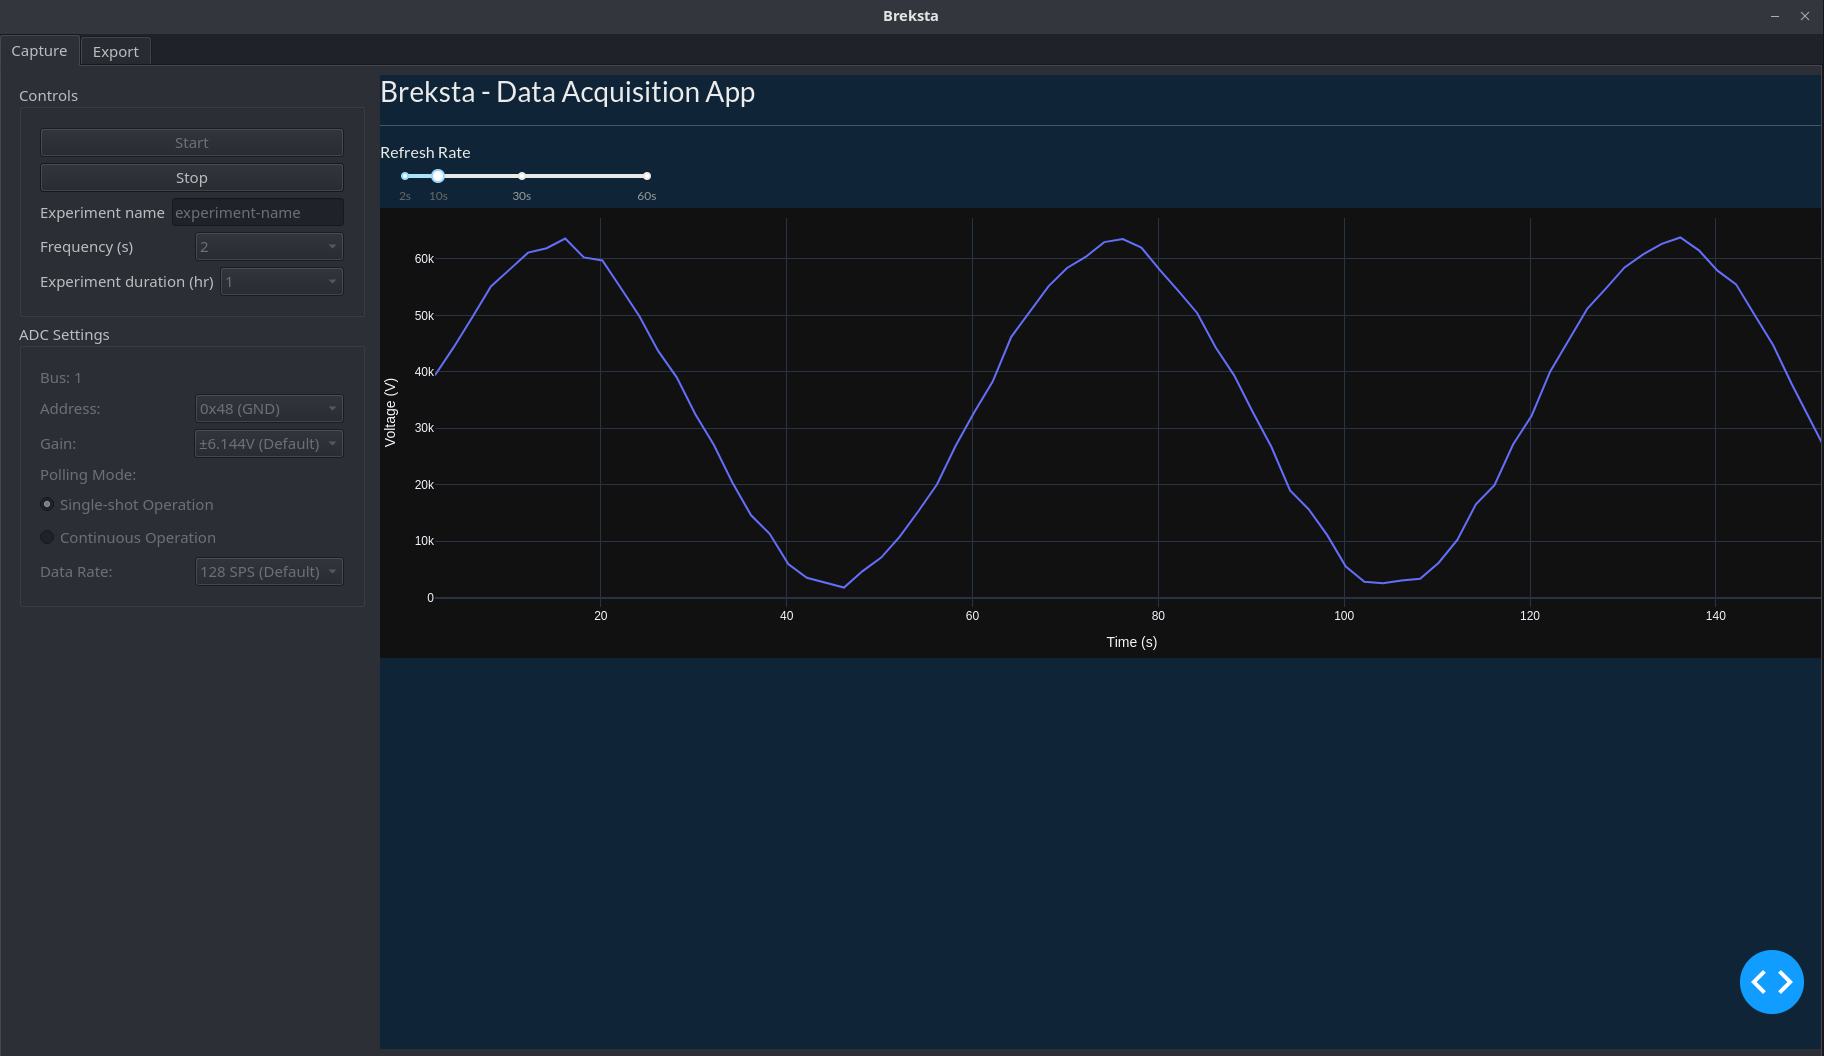 Breksta
Capture
Export
Controls
Start
Stop
Experiment name experiment-name
Frequency (s) 2
Experiment duration (hr) 1
ADC Settings
Bus: 1
Address: 0x48 (GND)
Gain: ±6.144V (Default)
Polling Mode:
Single-shot Operation
Continuous Operation
Data Rate: 128 SPS (Default)
Breksta - Data Acquisition App
Refresh Rate
2s 10s 30s 60s
60k
50k
40k
30k
20k
10k
0
Voltage (V)
20 40 60 80 100 120 140
Time (s)